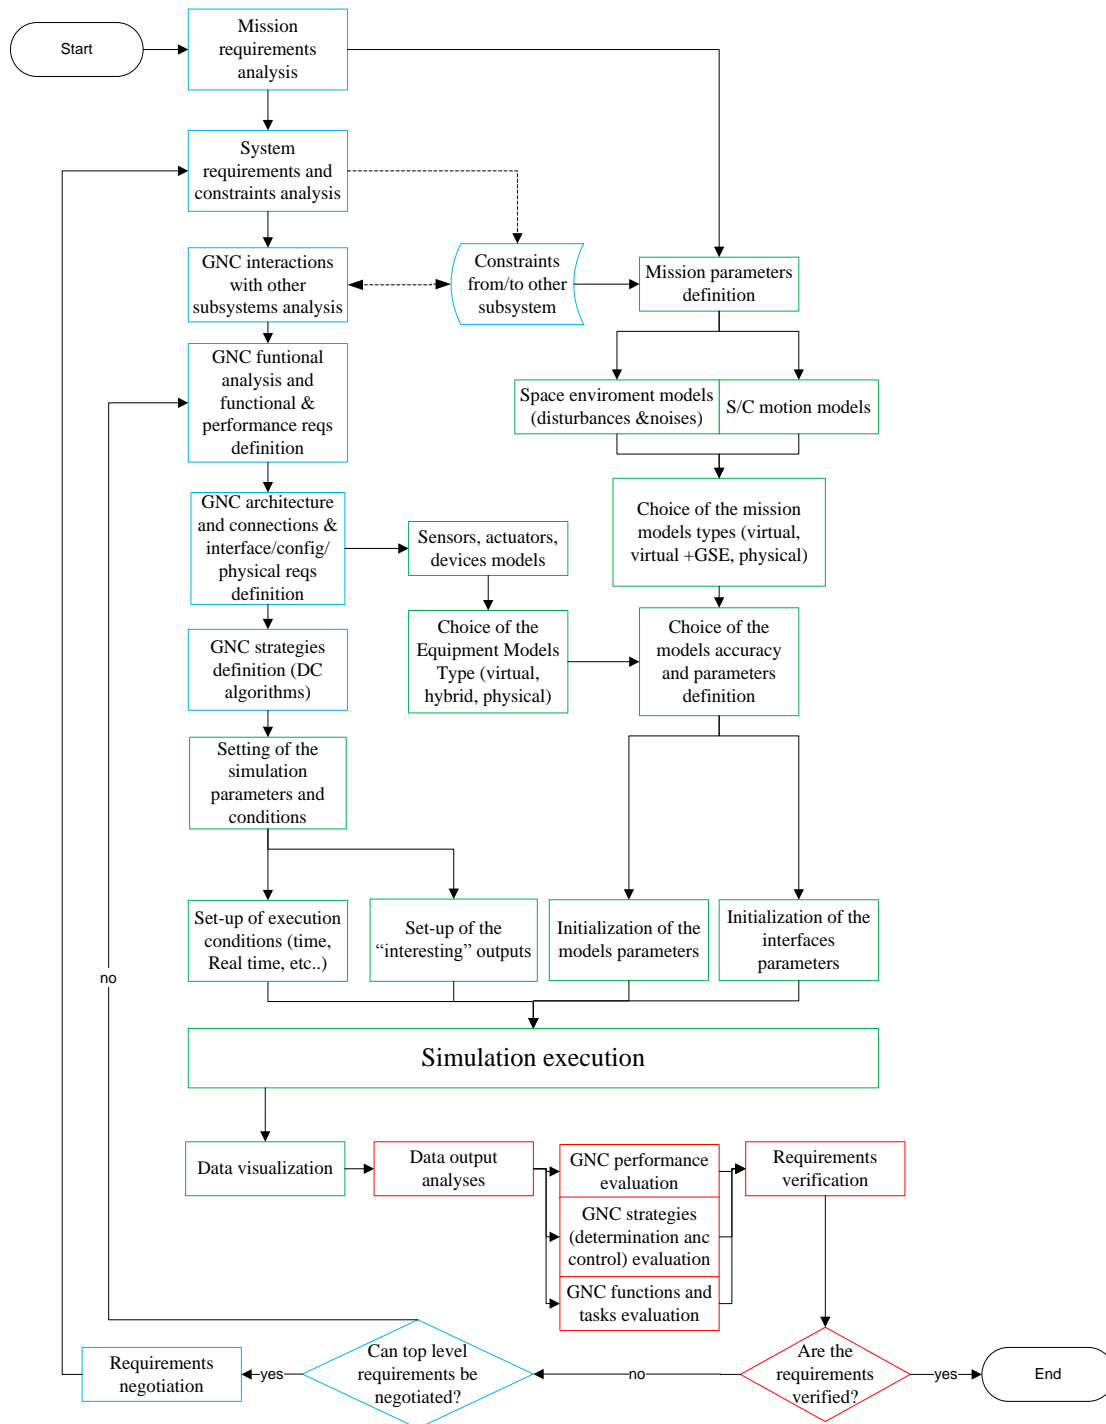 Start
Mission
requirements
analysis
System
requirements and
constraints analysis
GNC interactions
with other
subsystems analysis
Constraints
from/to other
subsystem
Mission parameters
definition
GNC funtional
analysis and
functional &
performance reqs
definition
Space enviroment models
(disturbances &noises)
S/C motion models
GNC architecture
and connections &
interface/config/
physical reqs
definition
Sensors, actuators,
devices models
Choice of the mission
models types (virtual,
virtual +GSE, physical)
GNC strategies
definition (DC
algorithms)
Choice of the
Equipment Models
Type (virtual,
hybrid, physical)
Choice of the
models accuracy
and parameters
definition
Setting of the
simulation
parameters and
conditions
Set-up of execution
conditions (time,
Real time, etc..)
Set-up of the
“interesting” outputs
Initialization of the
models parameters
Initialization of the
interfaces
parameters
no
Simulation execution
Data visualization
Data output
analyses
GNC performance
evaluation
GNC strategies
(determination anc
control) evaluation
GNC functions and
tasks evaluation
Requirements
verification
Requirements
negotiation
yes
Can top level
requirements be
negotiated?
no
Are the
requirements
verified?
yes
End